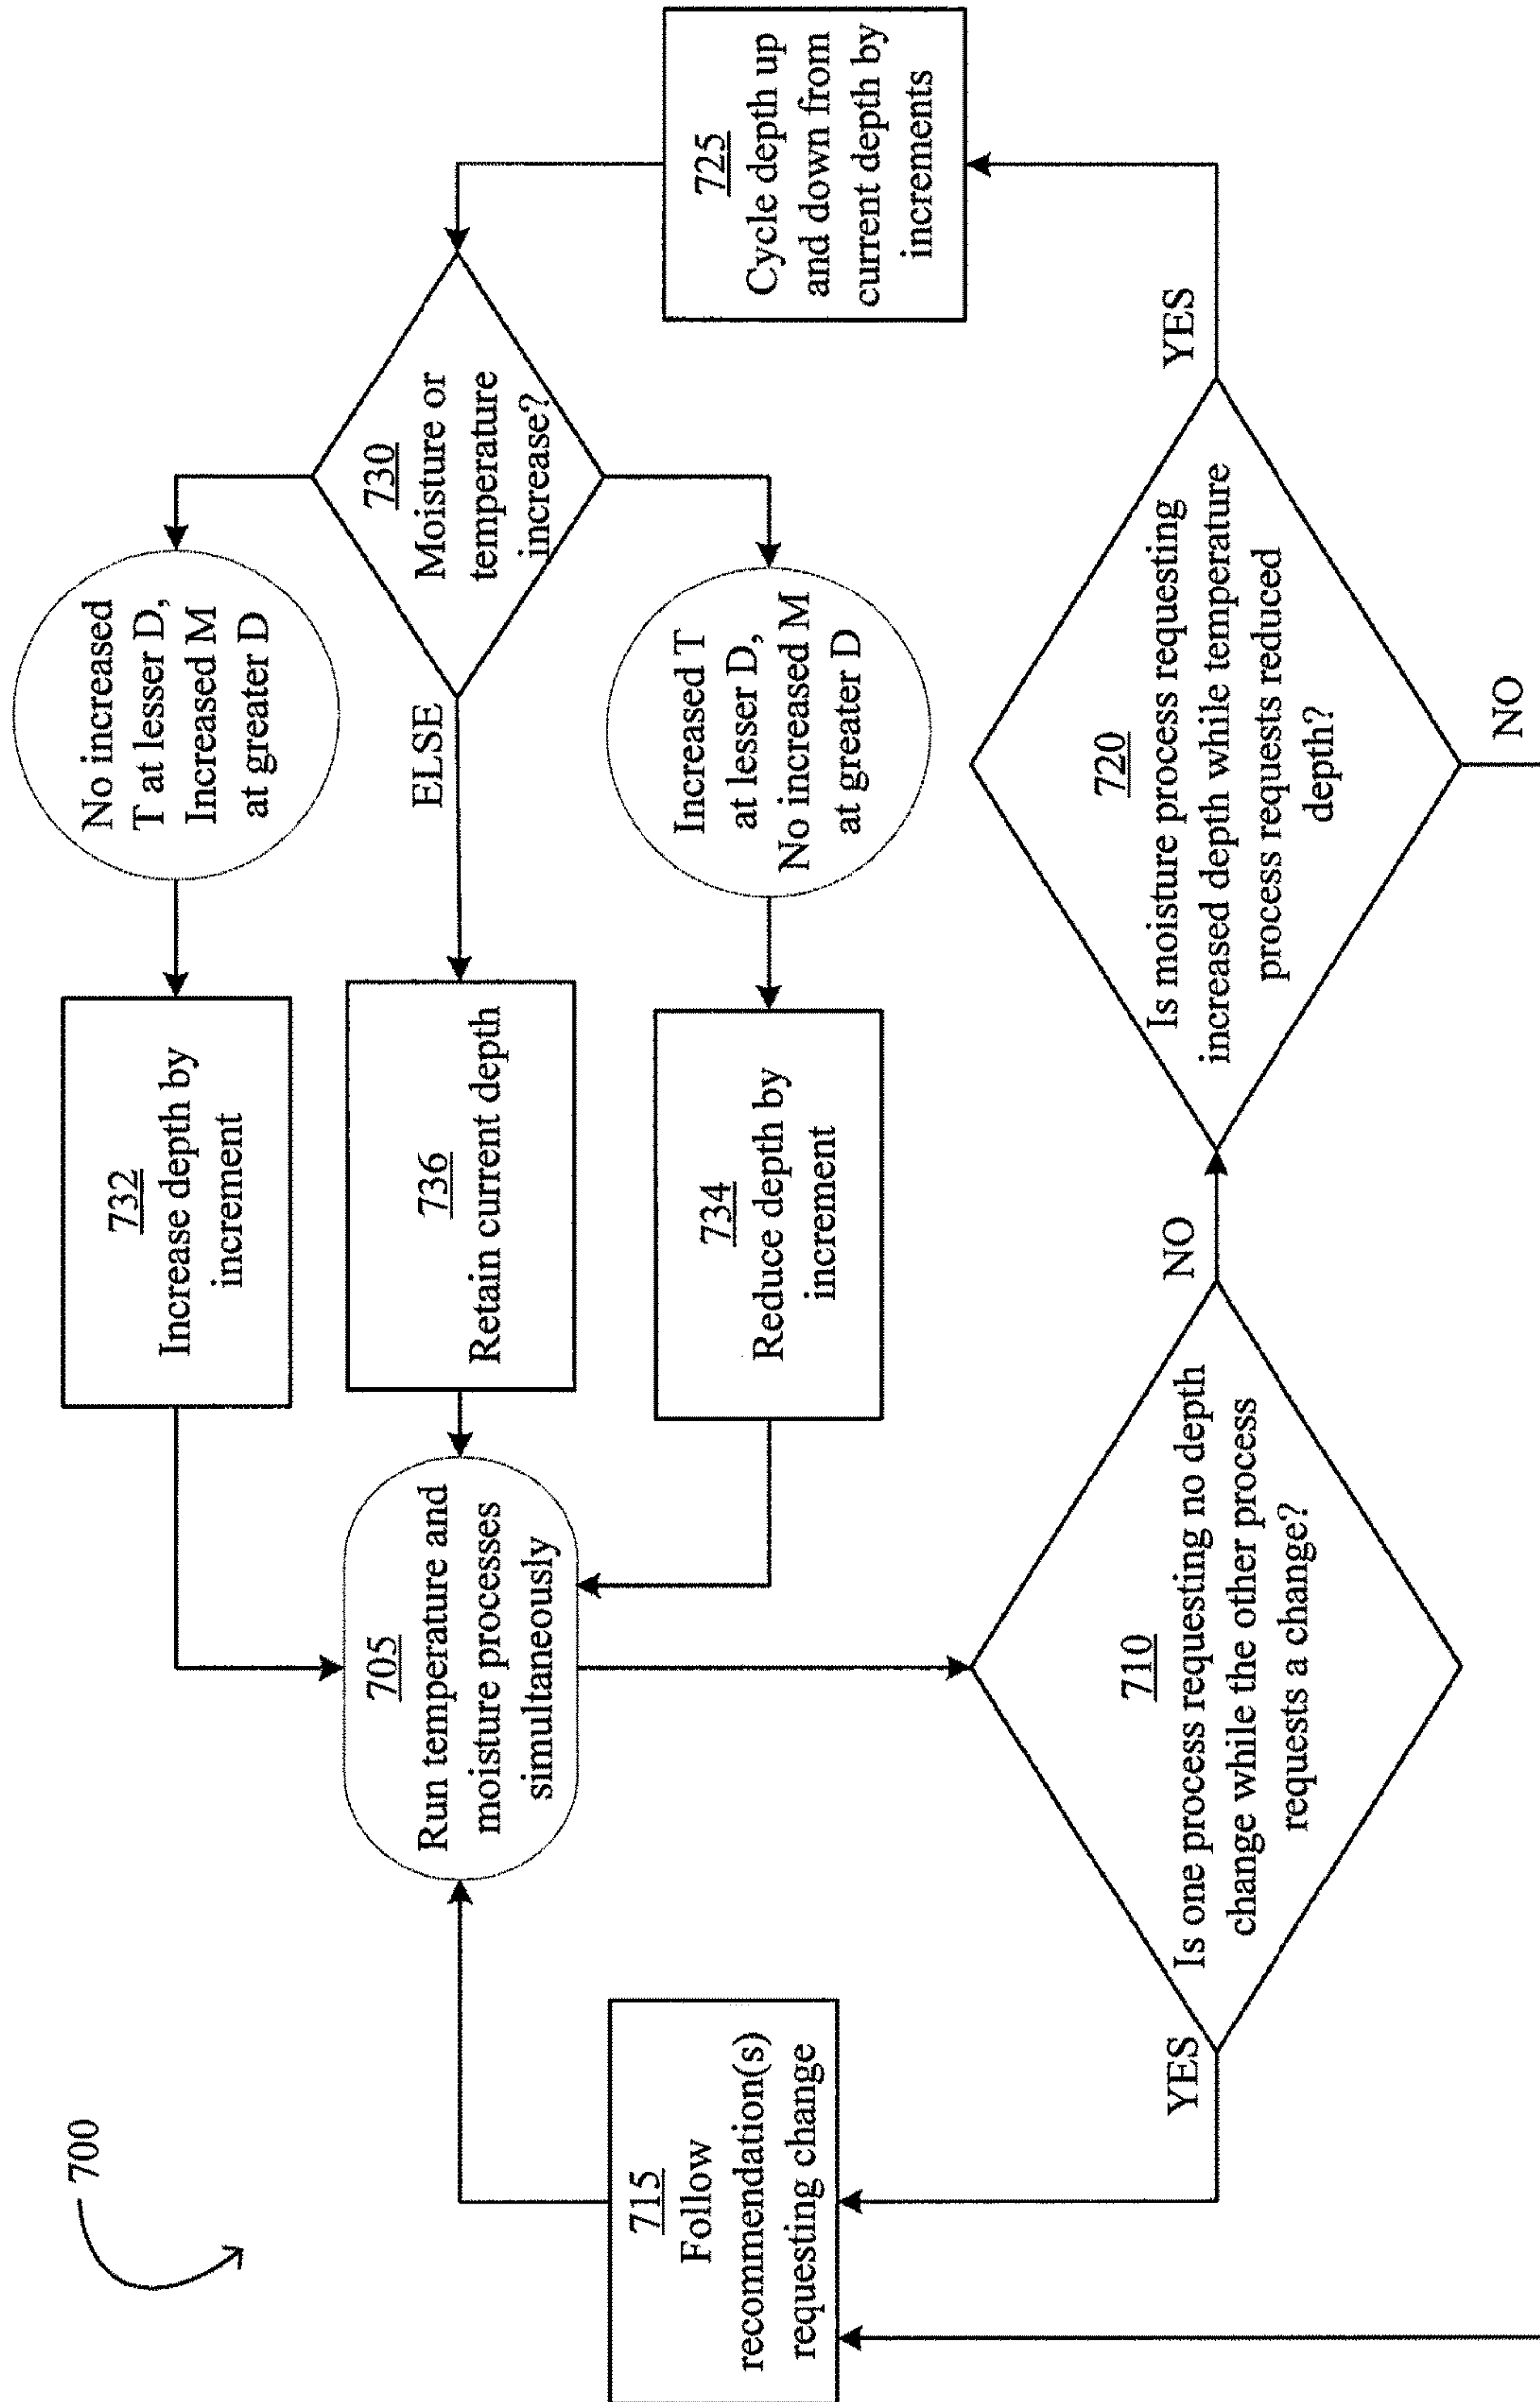 700
705
Run temperature and
moisture processes
simultaneously
710
Is one process requesting no depth
change while the other process
requests a change?
YES
NO
715
Follow
recommendation(s)
requesting change
720
Is moisture process requesting
increased depth while temperature
process requests reduced
depth?
YES
NO
725
Cycle depth up
and down from
current depth by
increments
730
Moisture or
temperature
increase?
No increased
T at lesser D,
Increased M
at greater D
ELSE
Increased T
at lesser D,
No increased M
at greater D
732
Increase depth by
increment
736
Retain current depth
734
Reduce depth by
increment